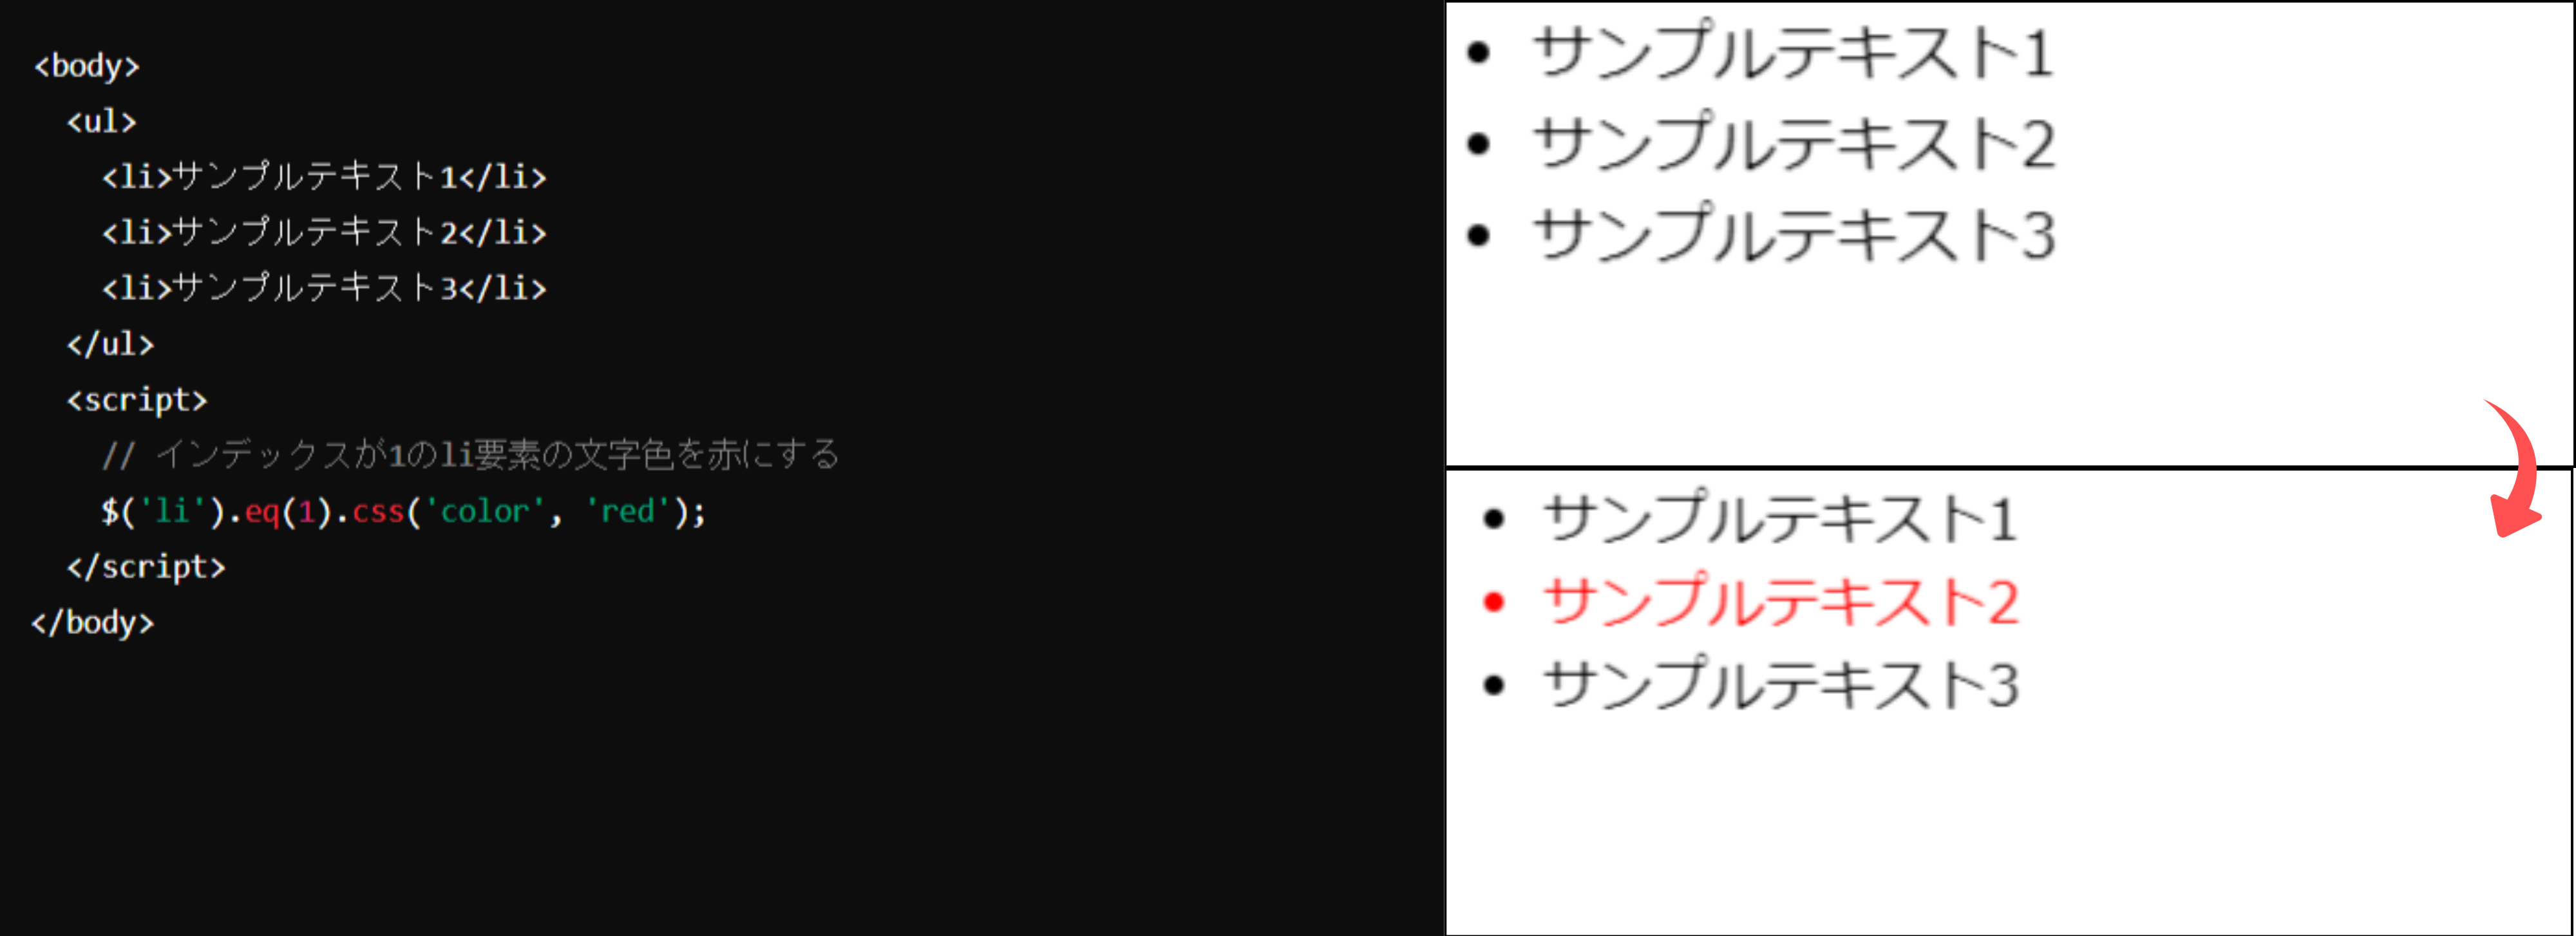 <body>
<ul>
<li>サンプルテキスト1</li>
<li>サンプルテキスト2</li>
<li>サンプルテキスト3</li>
</ul>
<script>
// インデックスが1のli要素の文字色を赤にする
$('li').eq(1).css('color', 'red');
</script>
</body>
• サンプルテキスト1
• サンプルテキスト2
• サンプルテキスト3
• サンプルテキスト1
• サンプルテキスト2
• サンプルテキスト3